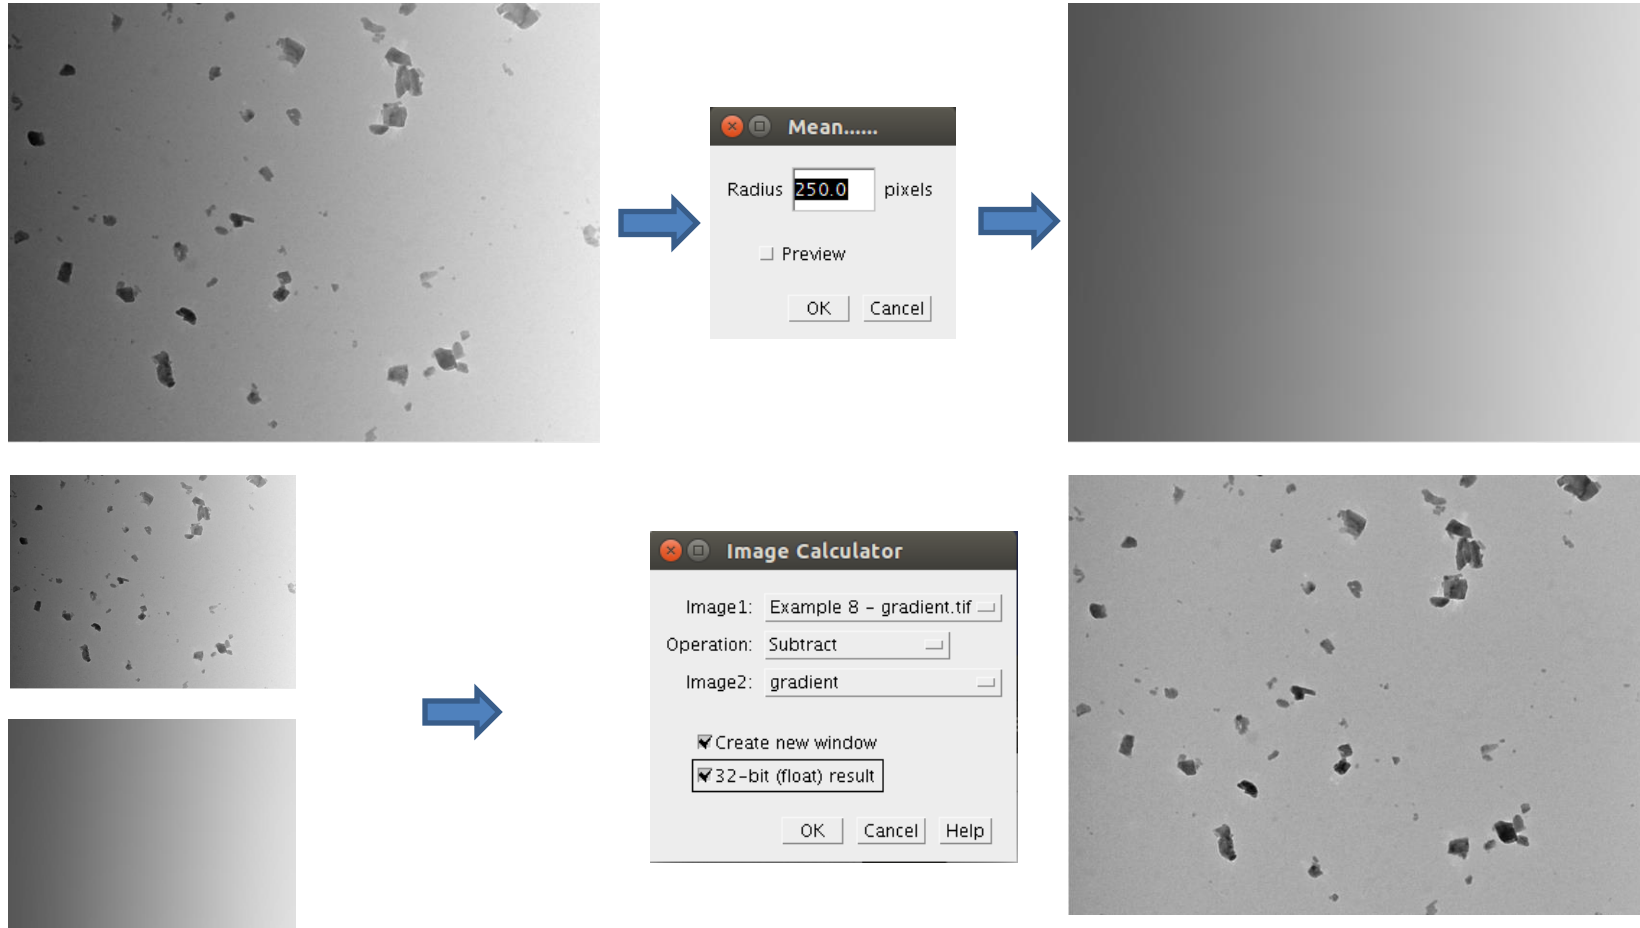 Mean......
Radius 250.0 pixels
Preview
OK Cancel
Image Calculator
Image1: Example 8 – gradient.tif
Operation: Subtract
Image2: gradient
Create new window
32–bit (float) result
OK Cancel Help